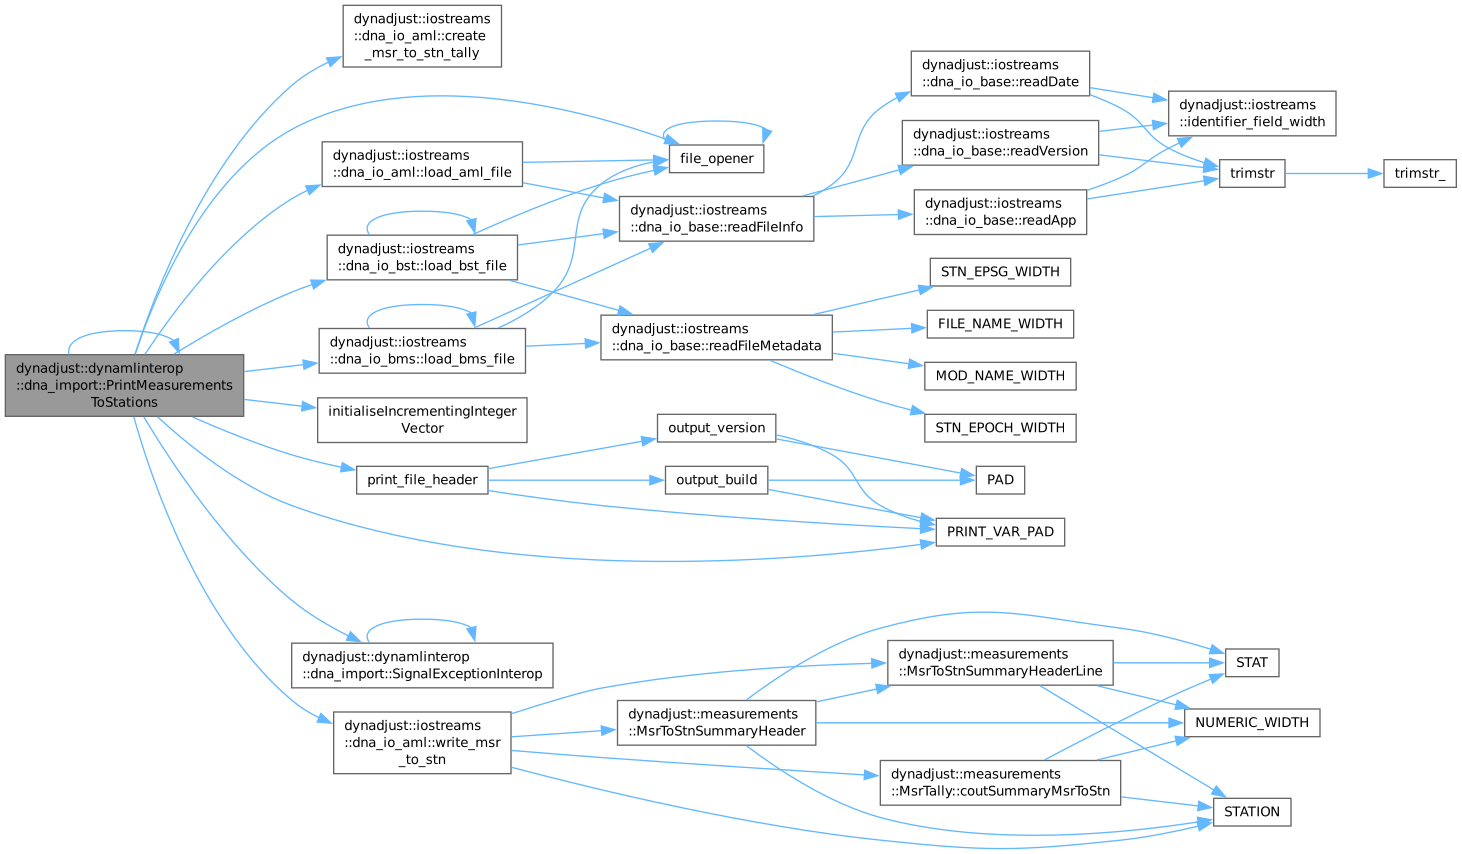 dynadjust::iostreams
::dna_io_aml::create
_msr_to_stn_tally
dynadjust::iostreams
::dna_io_base::readDate
dynadjust::iostreams
::identifier_field_width
dynadjust::iostreams
::dna_io_base::readVersion
dynadjust::iostreams
::dna_io_aml::load_aml_file
file_opener
trimstr
trimstr_
dynadjust::iostreams
::dna_io_base::readFileInfo
dynadjust::iostreams
::dna_io_base::readApp
dynadjust::iostreams
::dna_io_bst::load_bst_file
STN_EPSG_WIDTH
FILE_NAME_WIDTH
dynadjust::iostreams
::dna_io_base::readFileMetadata
dynadjust::iostreams
::dna_io_bms::load_bms_file
MOD_NAME_WIDTH
dynadjust::dynamlinterop
::dna_import::PrintMeasurements
ToStations
initialiseIncrementingInteger
Vector
STN_EPOCH_WIDTH
output_version
print_file_header
output_build
PAD
PRINT_VAR_PAD
dynadjust::dynamlinterop
::dna_import::SignalExceptionInterop
dynadjust::measurements
::MsrToStnSummaryHeaderLine
STAT
dynadjust::iostreams
::dna_io_aml::write_msr
_to_stn
dynadjust::measurements
::MsrToStnSummaryHeader
NUMERIC_WIDTH
dynadjust::measurements
::MsrTally::coutSummaryMsrToStn
STATION